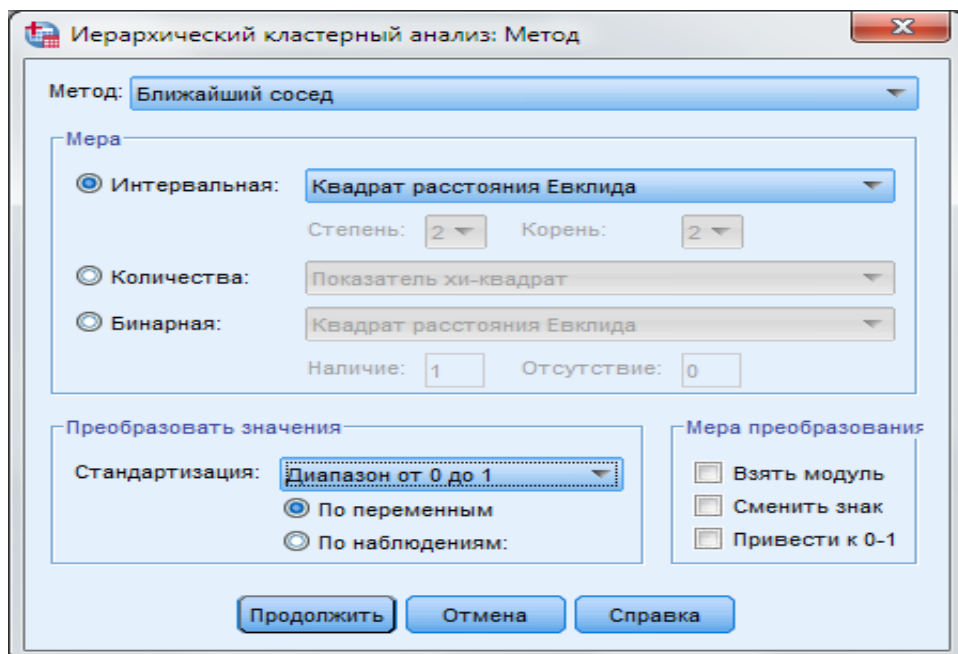 Иерархический кластерный анализ: Метод
Метод: Ближайший сосед
Мера
Интервальная: Квадрат расстояния Евклида
Степень: 2 Корень: 2
Количества: Показатель хи-квадрат
Бинарная: Квадрат расстояния Евклида
Наличие: 1 Отсутствие: 0
Преобразовать значения
Стандартизация: Диапазон от 0 до 1
По переменным
По наблюдениям:
Мера преобразования
Взять модуль
Сменить знак
Привести к 0-1
Продолжить Отмена Справка